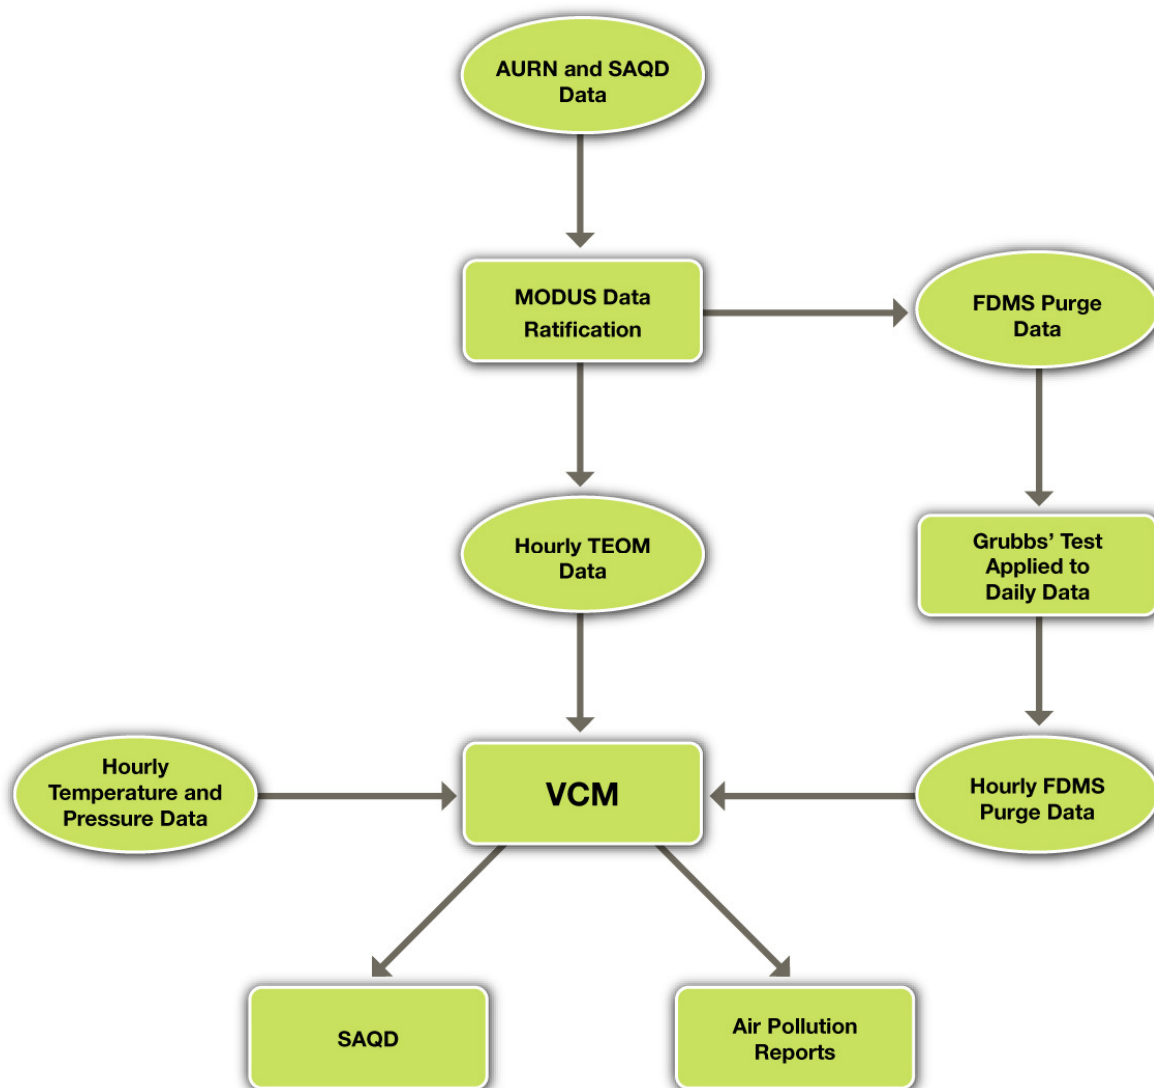 AURN and SAQD
Data
MODUS Data
Ratification
FDMS Purge
Data
Hourly TEOM
Data
Grubbs’ Test
Applied to
Daily Data
Hourly
Temperature and
Pressure Data
VCM
Hourly FDMS
Purge Data
SAQD
Air Pollution
Reports